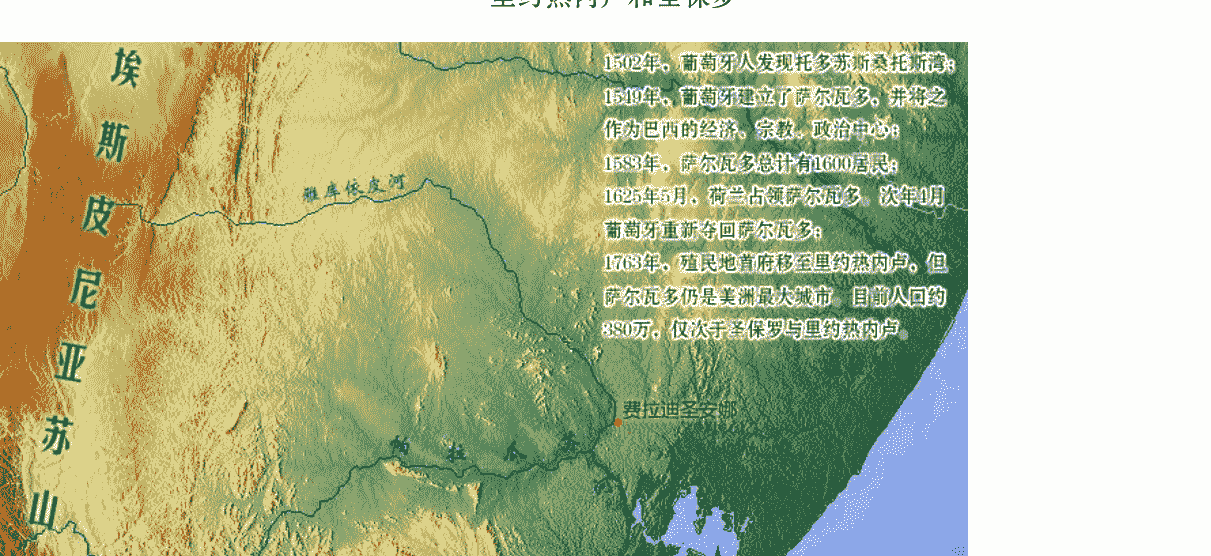 里约热内卢和圣保罗
1502年，葡萄牙人发现托多苏斯桑托斯湾；
1549年，葡萄牙建立了萨尔瓦多，并将之
作为巴西的经济、宗教、政治中心；
1583年，萨尔瓦多总计有1600居民；
1625年5月，荷兰占领萨尔瓦多，次年4月
葡萄牙重新夺回萨尔瓦多；
1763年，殖民地首府移至里约热内卢，但
萨尔瓦多仍是美洲最大城市 目前人口约
380万，仅次于圣保罗与里约热内卢
埃斯皮尼亚苏山
雅库依皮河
费拉迪圣安娜
帕拉瓜苏